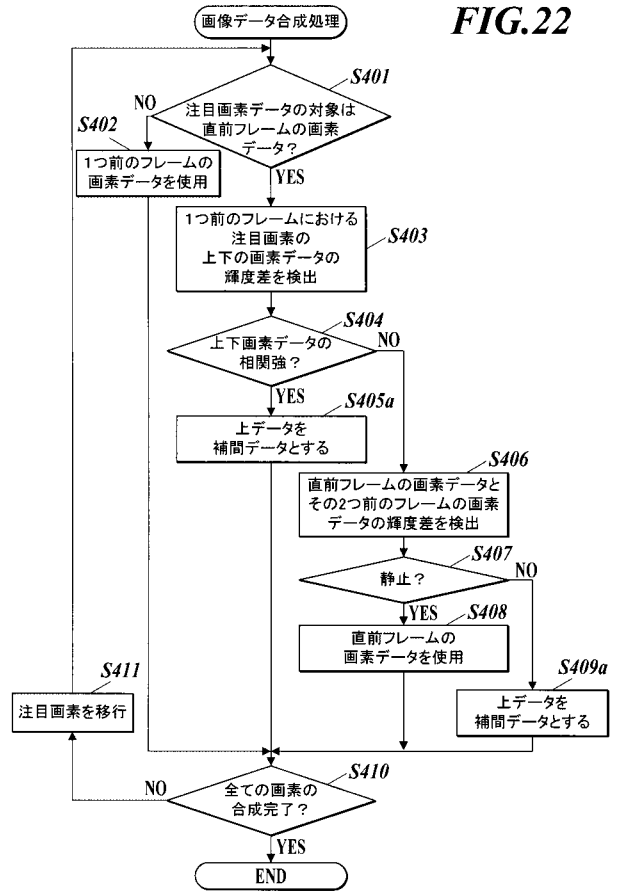 FIG.22
画像データ合成処理
S401
注目画素データの対象は
直前フレームの画素
データ?
NO
YES
S402
1つ前のフレームの
画素データを使用
S403
1つ前のフレームにおける
注目画素の
上下の画素データの
輝度差を検出
S404
上下画素データの
相関強?
NO
YES
S405a
上データを
補間データとする
S406
直前フレームの画素データと
その2つ前のフレームの画素
データの輝度差を検出
S407
静止?
NO
YES
S408
直前フレームの
画素データを使用
S409a
上データを
補間データとする
S411
注目画素を移行
S410
全ての画素の
合成完了?
NO
YES
END